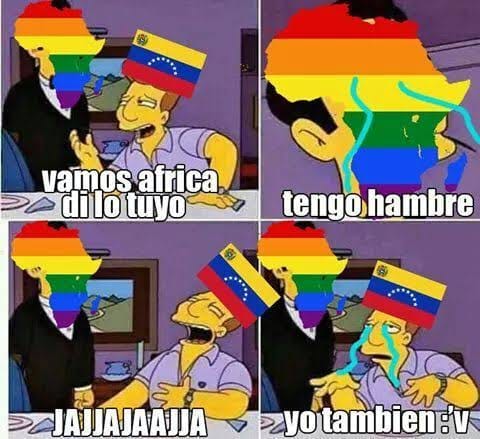 vamos africa
di lo tuyo
tengo hambre
JAJJAJAAJJA
yo tambien :'v